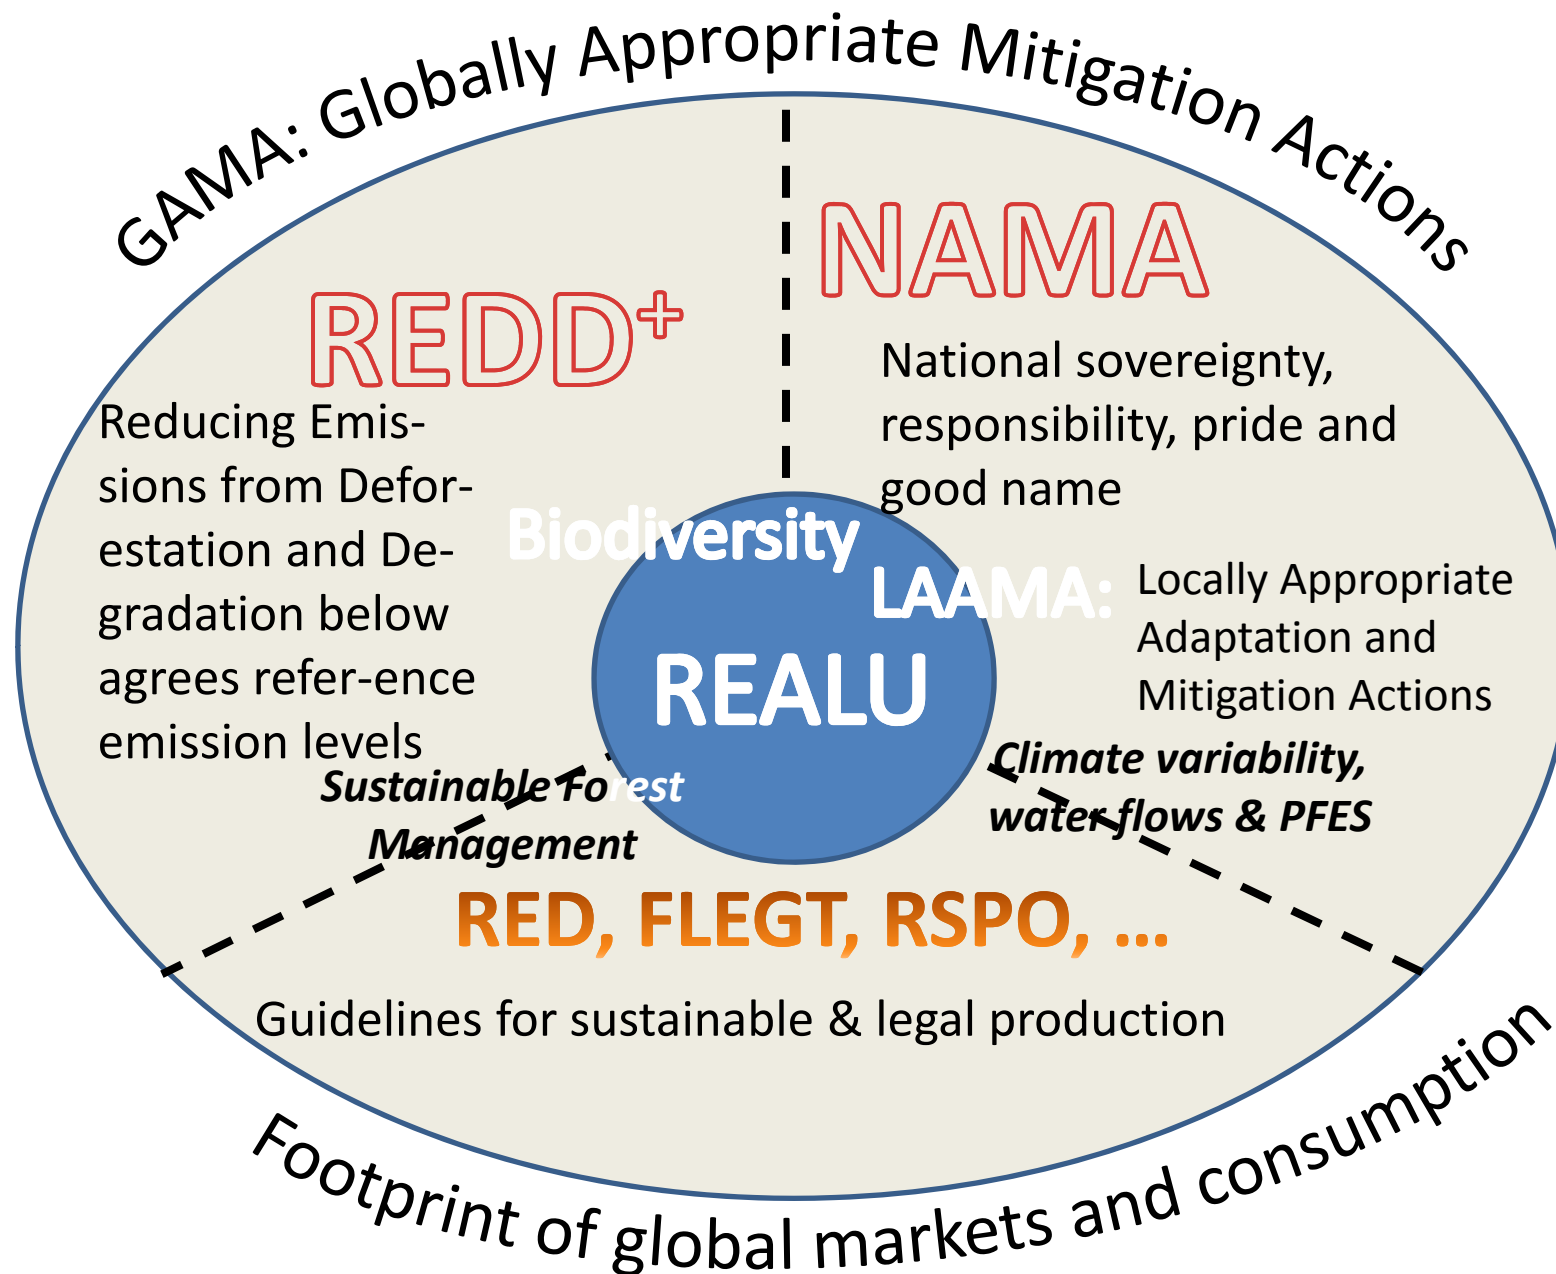 GAMA: Globally Appropriate Mitigation Actions
REDD+
Reducing Emis-
sions from Defor-
estation and De-
gradation below
agrees refer-ence
emission levels
NAMA
National sovereignty,
responsibility, pride and
good name
Biodiversity
LAAMA:
Locally Appropriate
Adaptation and
Mitigation Actions
REALU
Sustainable Forest
Management
Climate variability,
water flows & PFES
RED, FLEGT, RSPO, ...
Guidelines for sustainable & legal production
Footprint of global markets and consumption